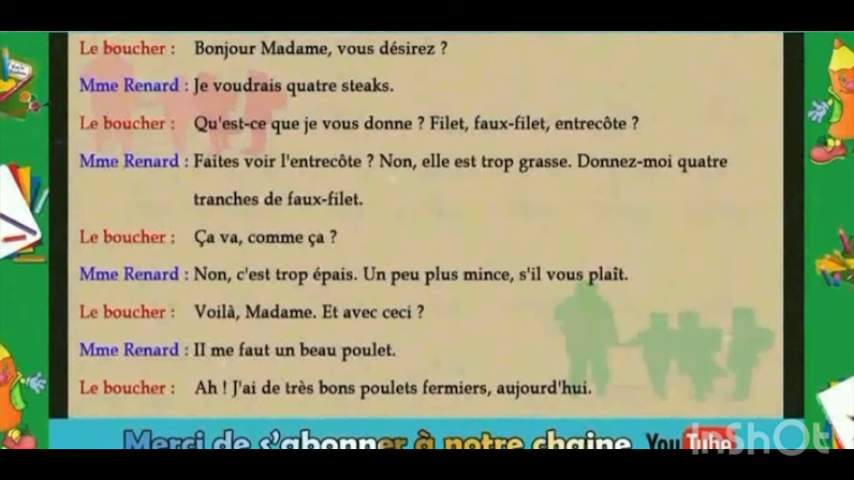 Le boucher : Bonjour Madame, vous désirez ?
Mme Renard : Je voudrais quatre steaks.
Le boucher : Qu'est-ce que je vous donne ? Filet, faux-filet, entrecôte ?
Mme Renard : Faites voir l'entrecôte ? Non, elle est trop grasse. Donnez-moi quatre
tranches de faux-filet.
Le boucher : Ça va, comme ça ?
Mme Renard : Non, c'est trop épais. Un peu plus mince, s'il vous plaît.
Le boucher : Voilà, Madame. Et avec ceci ?
Mme Renard : II me faut un beau poulet.
Le boucher : Ah ! J'ai de très bons poulets fermiers, aujourd'hui.
Merci de s'abonner à notre chaine YouTube
InShOt